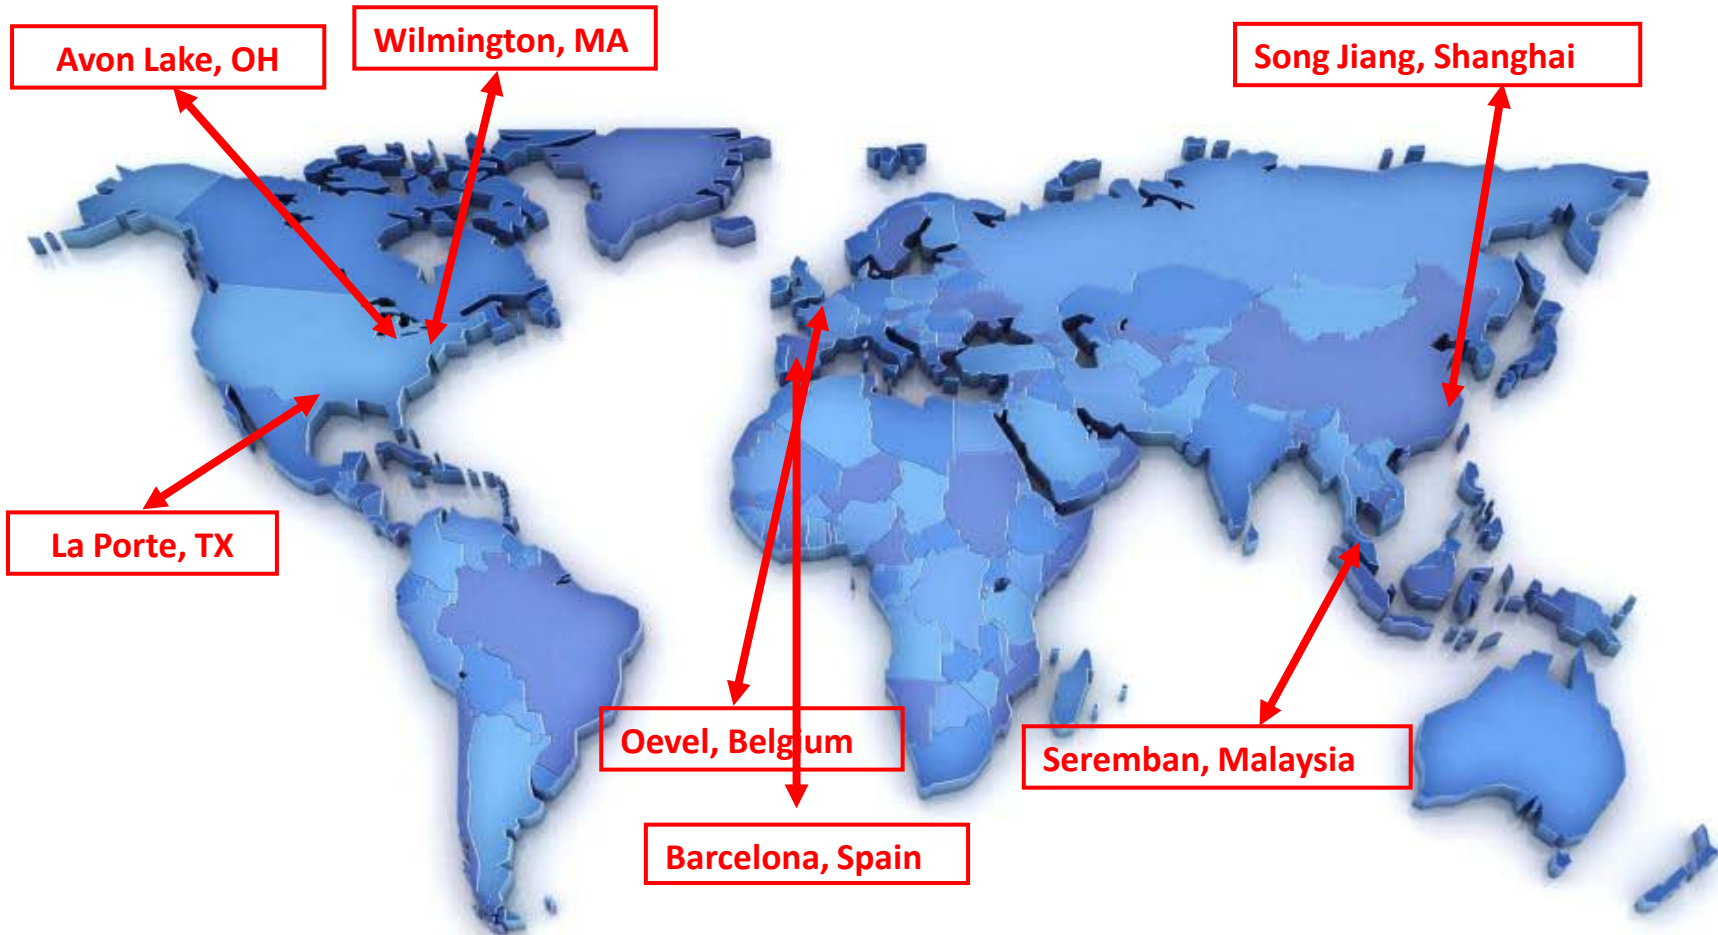 Avon Lake, OH
Wilmington, MA
Song Jiang, Shanghai
La Porte, TX
Oevel, Belgium
Seremban, Malaysia
Barcelona, Spain